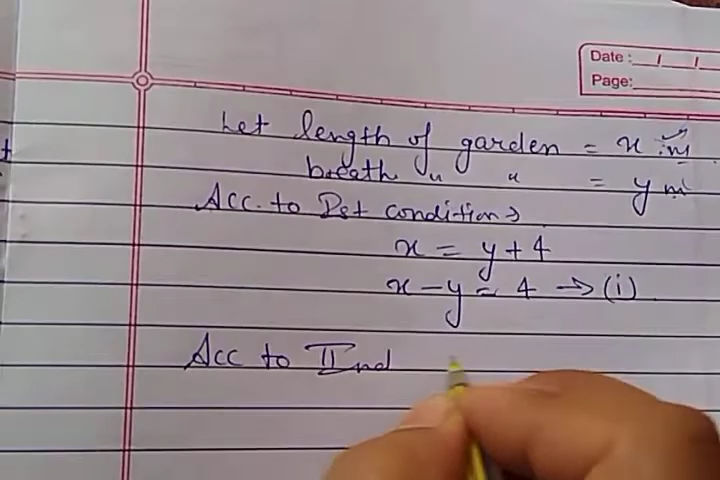 Date : / /
Page:
Let length of garden = x m
breath " " = y m
Acc. to Ist condition →
x = y + 4
x - y = 4 → (i)
Acc to IInd